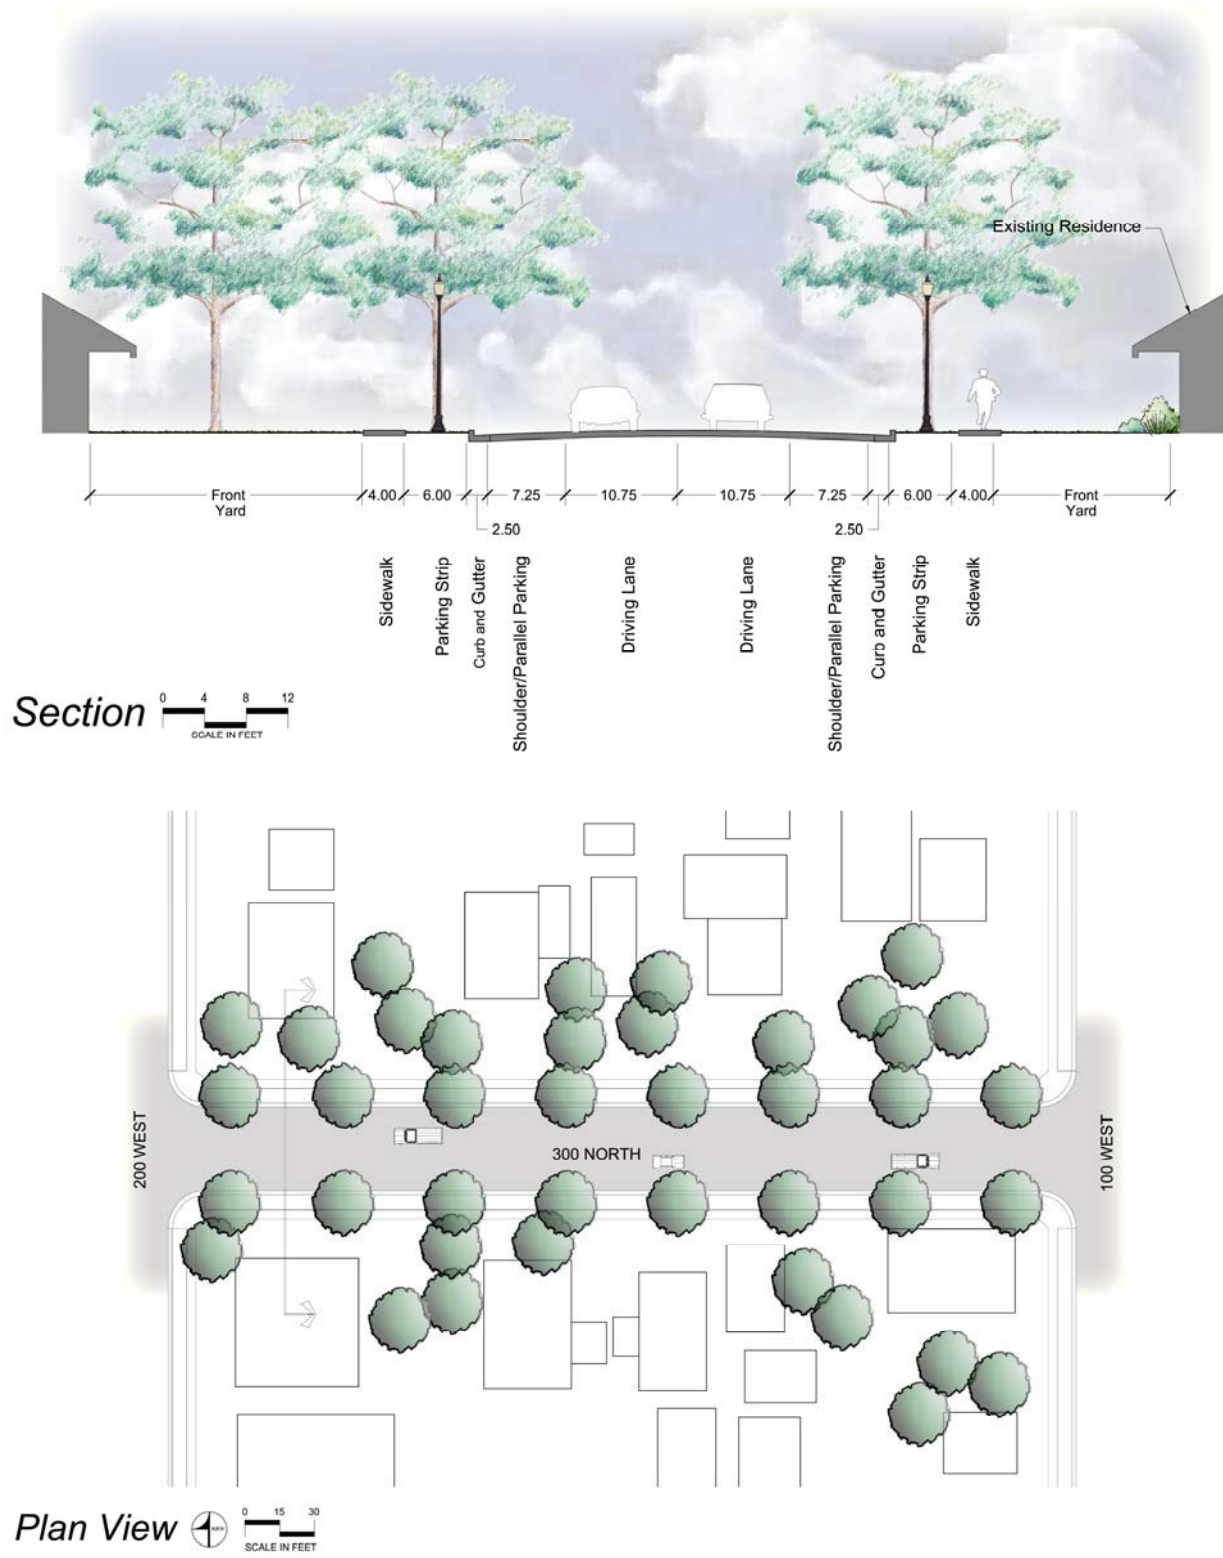 Existing Residence
Front
Yard
4.00
6.00
7.25
10.75
10.75
7.25
6.00
4.00
Front
Yard
2.50
2.50
Sidewalk
Parking Strip
Curb and Gutter
Shoulder/Parallel Parking
Driving Lane
Driving Lane
Shoulder/Parallel Parking
Curb and Gutter
Parking Strip
Sidewalk
Section
0 4 8 12
SCALE IN FEET
200 WEST
300 NORTH
100 WEST
Plan View
NORTH
0 15 30
SCALE IN FEET